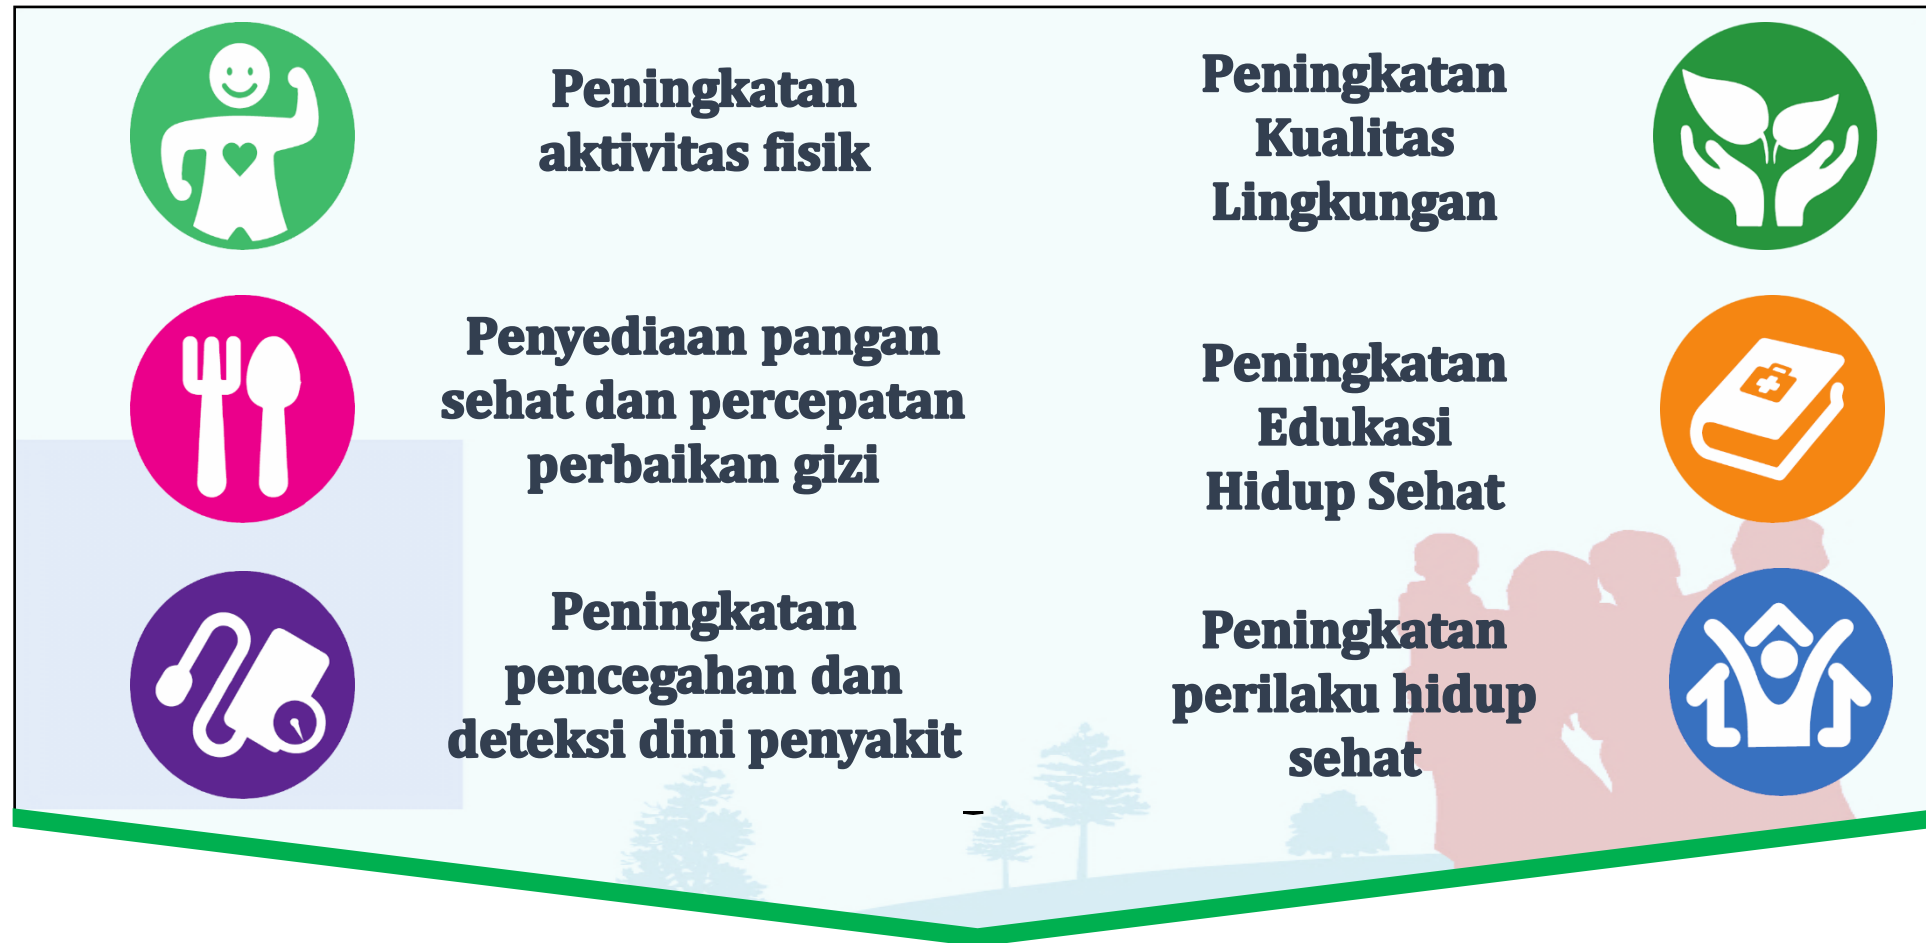 Peningkatan
aktivitas fisik
Penyediaan pangan
sehat dan percepatan
perbaikan gizi
Peningkatan
pencegahan dan
deteksi dini penyakit
Peningkatan
Kualitas
Lingkungan
Peningkatan
Edukasi
Hidup Sehat
Peningkatan
perilaku hidup
sehat